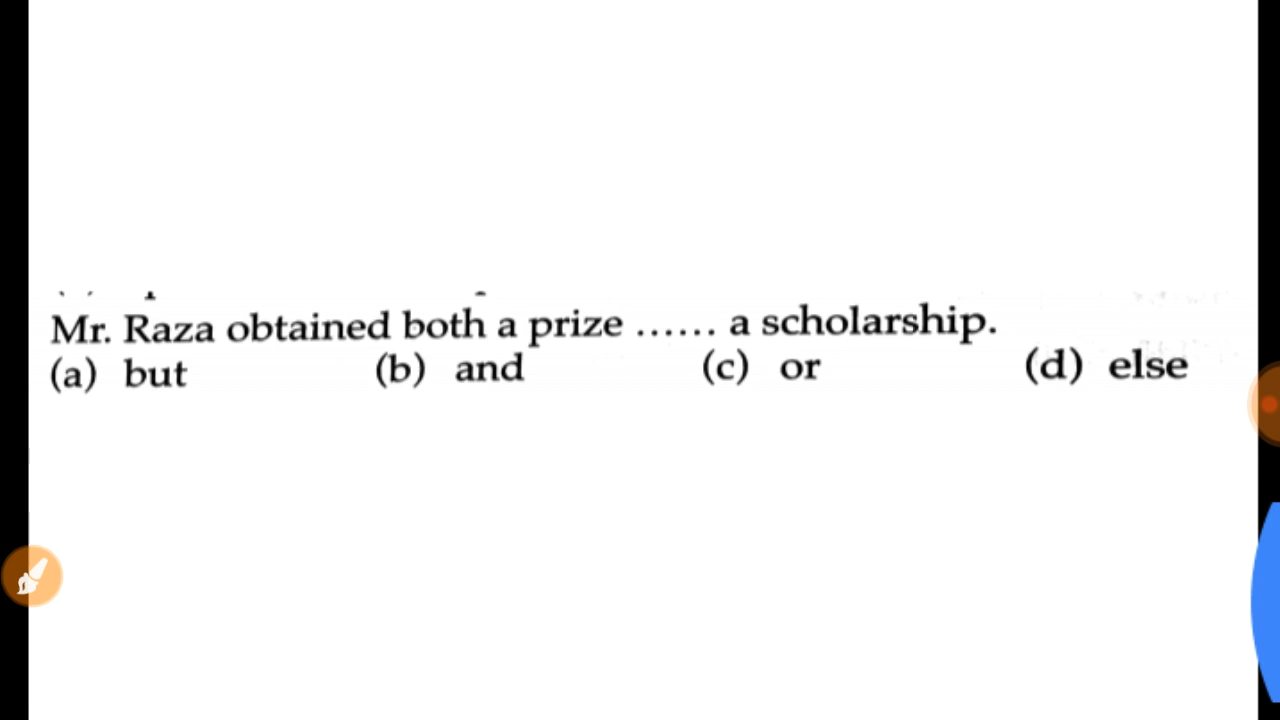 Mr. Raza obtained both a prize ...... a scholarship.
(a) but (b) and (c) or (d) else